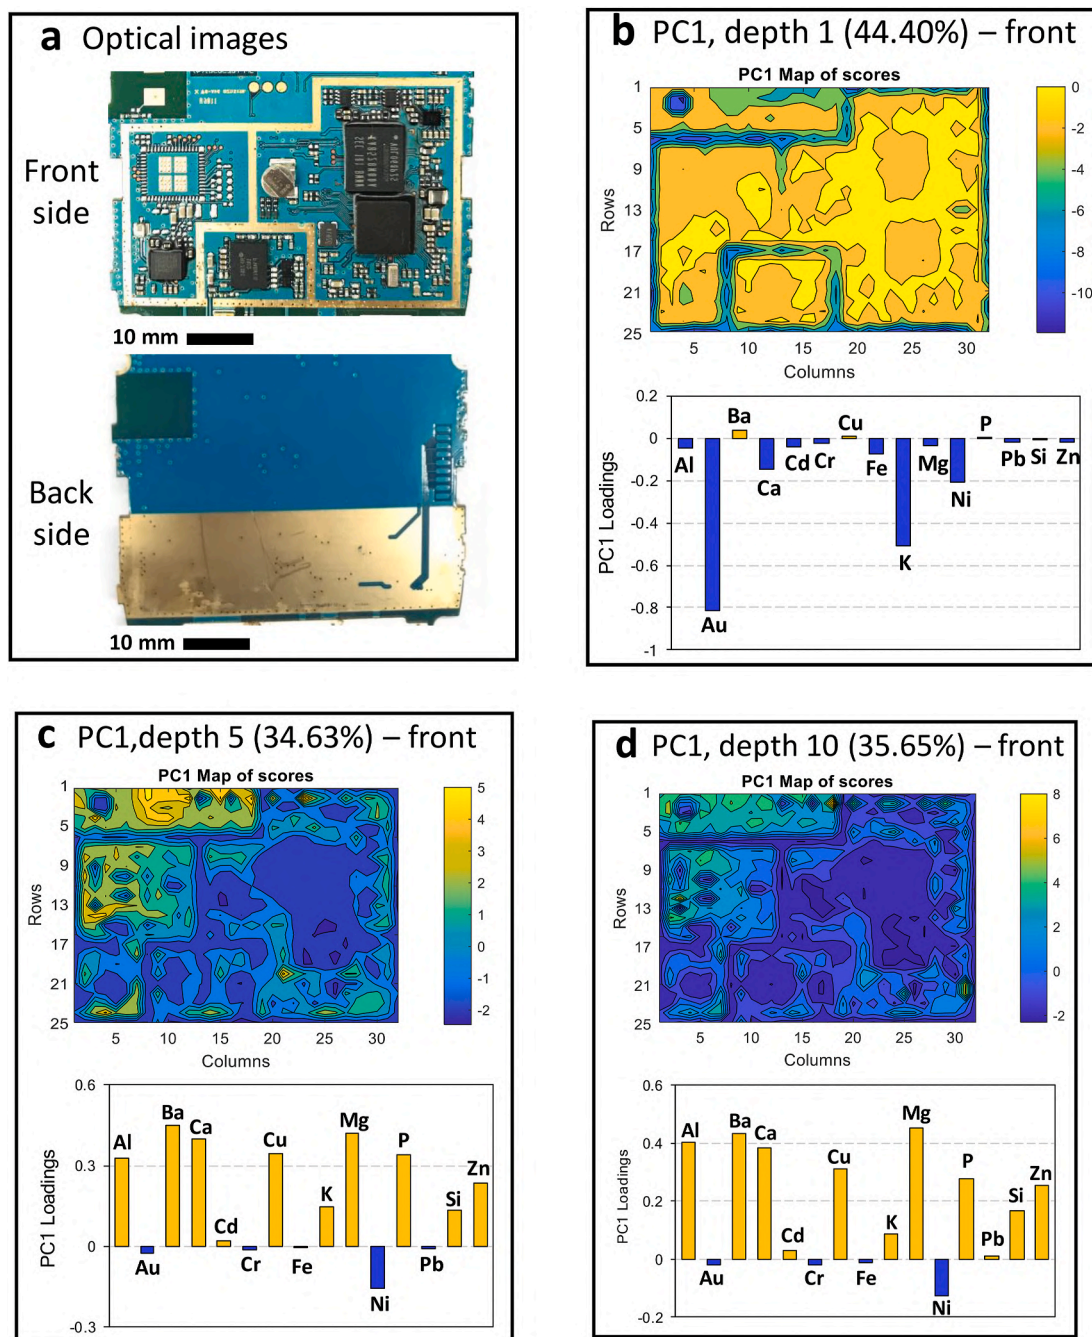 a Optical images
Front
side
10 mm
Back
side
10 mm
b PC1, depth 1 (44.40%) – front
PC1 Map of scores
Rows
1
5
9
13
17
21
25
5 10 15 20 25 30
Columns
0
-2
-4
-6
-8
-10
PC1 Loadings
0.2
0
-0.2
-0.4
-0.6
-0.8
-1
Al Au Ba Ca Cd Cr Cu Fe K Mg Ni P Pb Si Zn
c PC1,depth 5 (34.63%) – front
PC1 Map of scores
Rows
1
5
9
13
17
21
25
5 10 15 20 25 30
Columns
5
4
3
2
1
0
-1
-2
PC1 Loadings
0.6
0.3
0
-0.3
Al Au Ba Ca Cd Cr Cu Fe K Mg Ni P Pb Si Zn
d PC1, depth 10 (35.65%) – front
PC1 Map of scores
Rows
1
5
9
13
17
21
25
5 10 15 20 25 30
Columns
8
6
4
2
0
-2
PC1 Loadings
0.6
0.4
0.2
0
-0.2
Al Au Ba Ca Cd Cr Cu Fe K Mg Ni P Pb Si Zn